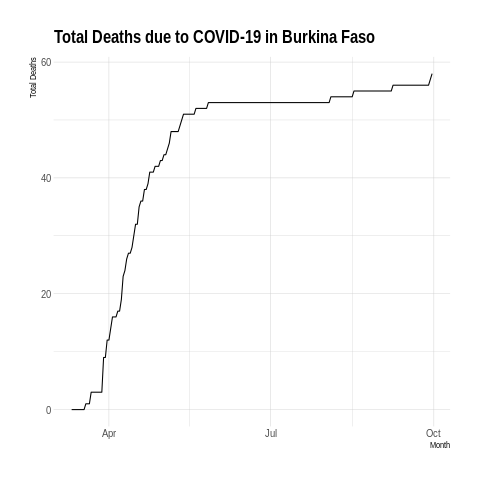 Total Deaths due to COVID-19 in Burkina Faso
Total Deaths
60
40
20
0
Apr
Jul
Oct
Month